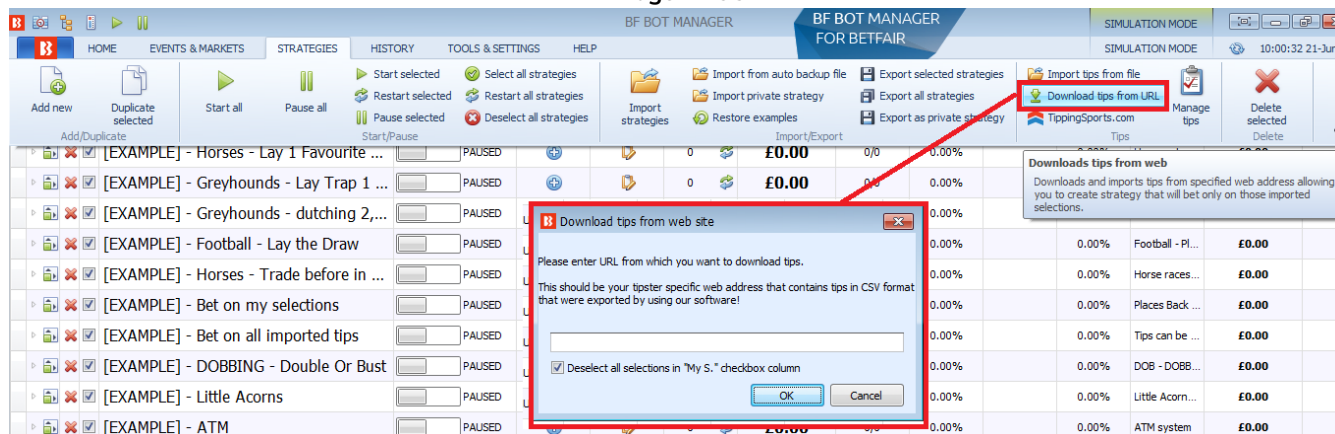 BF BOT MANAGER
BF BOT MANAGER
FOR BETFAIR
SIMULATION MODE
HOME EVENTS & MARKETS STRATEGIES HISTORY TOOLS & SETTINGS HELP
SIMULATION MODE 10:00:32 21-Jun
Add new
Duplicate
selected
Add/Duplicate
Start all
Pause all
Start selected
Restart selected
Pause selected
Select all strategies
Restart all strategies
Deselect all strategies
Start/Pause
Import
strategies
Import from auto backup file
Import private strategy
Restore examples
Export selected strategies
Export all strategies
Export as private strategy
Import/Export
Import tips from file
Download tips from URL
TippingSports.com
Manage
tips
Tips
Delete
selected
Delete
[EXAMPLE] - Horses - Lay 1 Favourite ... PAUSED 0 £0.00 0/0 0.00%
[EXAMPLE] - Greyhounds - Lay Trap 1 ... PAUSED 0 £0.00 0/0 0.00%
Downloads tips from web
Downloads and imports tips from specified web address allowing
you to create strategy that will bet only on those imported
selections.
[EXAMPLE] - Greyhounds - dutching 2,... PAUSED 0.00%
[EXAMPLE] - Football - Lay the Draw PAUSED 0.00% 0.00% Football - Pl... £0.00
[EXAMPLE] - Horses - Trade before in ... PAUSED 0.00% 0.00% Horse races... £0.00
[EXAMPLE] - Bet on my selections PAUSED 0.00% 0.00% Places Back ... £0.00
[EXAMPLE] - Bet on all imported tips PAUSED 0.00% 0.00% Tips can be ... £0.00
[EXAMPLE] - DOBBING - Double Or Bust PAUSED 0.00% 0.00% DOB - DOBB... £0.00
[EXAMPLE] - Little Acorns PAUSED 0.00% 0.00% Little Acorn... £0.00
[EXAMPLE] - ATM PAUSED 0.00% 0.00% ATM system £0.00
Download tips from web site
Please enter URL from which you want to download tips.
This should be your tipster specific web address that contains tips in CSV format
that were exported by using our software!
Deselect all selections in "My S." checkbox column
OK Cancel